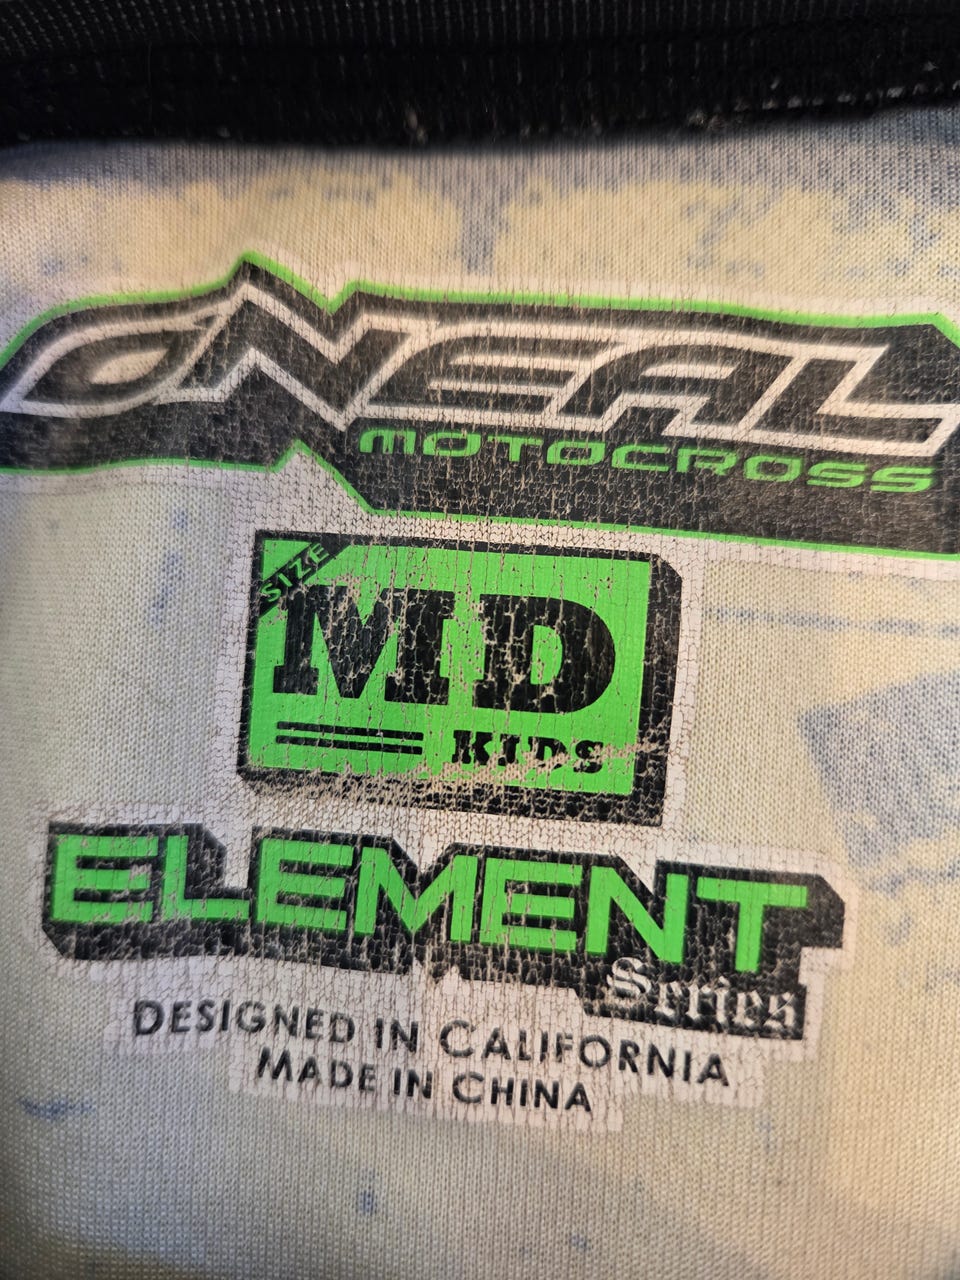 ONEAL
MOTOCROSS
SIZE
MD
KIDS
ELEMENT
Series
DESIGNED IN CALIFORNIA
MADE IN CHINA